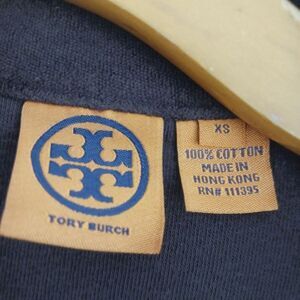 TORY BURCH
XS
100% COTTON
MADE IN
HONG KONG
RN# 111395